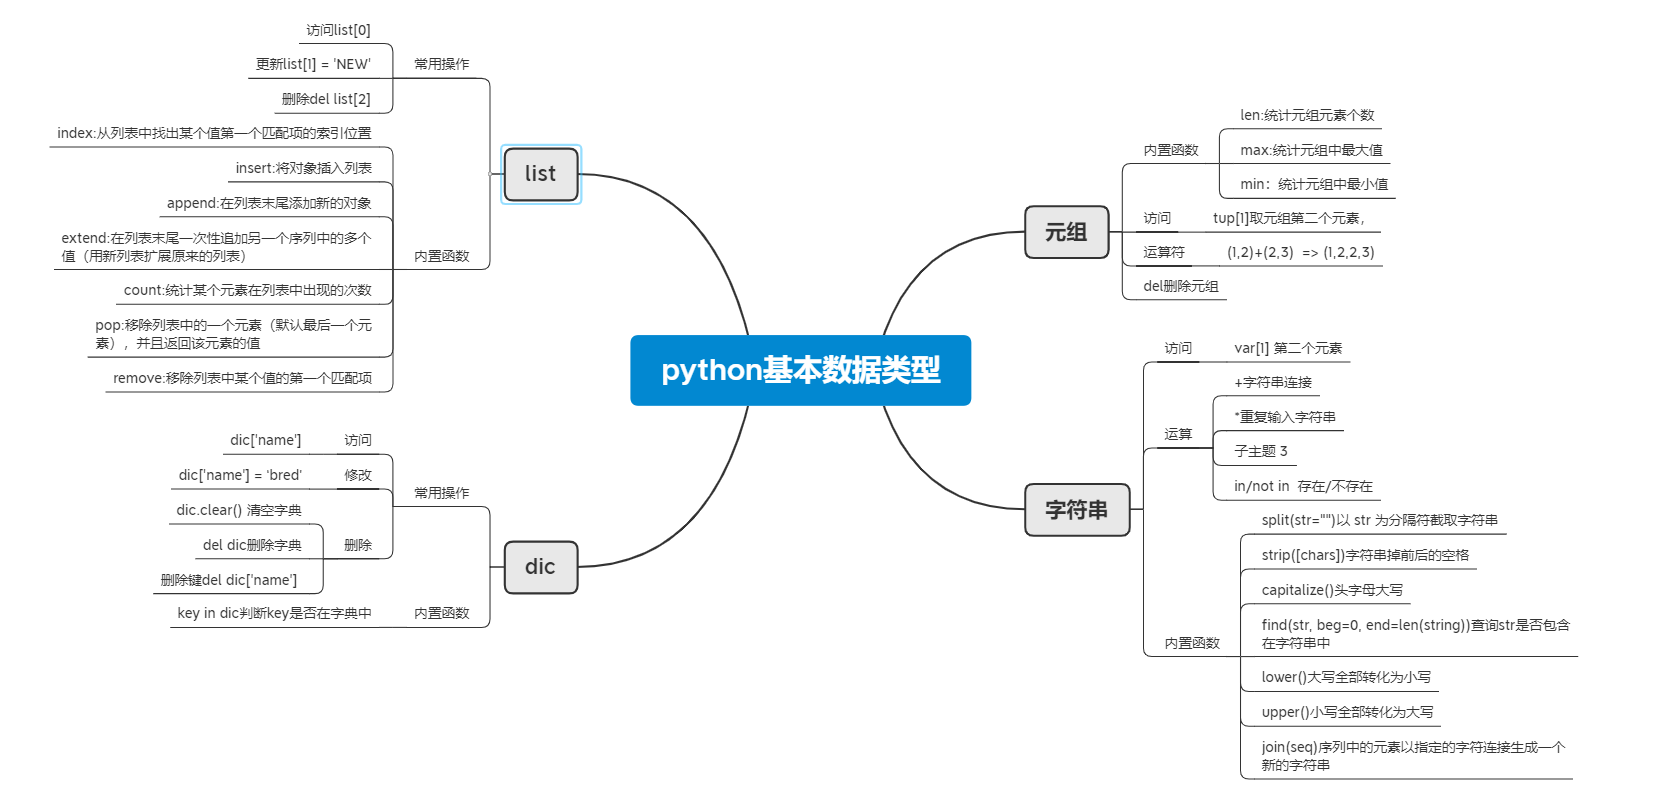 python基本数据类型
list
常用操作
访问list[0]
更新list[1] = 'NEW'
删除del list[2]
内置函数
index:从列表中找出某个值第一个匹配项的索引位置
insert:将对象插入列表
append:在列表末尾添加新的对象
extend:在列表末尾一次性追加另一个序列中的多个
值（用新列表扩展原来的列表）
count:统计某个元素在列表中出现的次数
pop:移除列表中的一个元素（默认最后一个元
素），并且返回该元素的值
remove:移除列表中某个值的第一个匹配项
dic
常用操作
访问
dic['name']
修改
dic['name'] = 'bred'
删除
dic.clear() 清空字典
del dic删除字典
删除键del dic['name']
内置函数
key in dic判断key是否在字典中
元组
内置函数
len:统计元组元素个数
max:统计元组中最大值
min：统计元组中最小值
访问
tup[1]取元组第二个元素，
运算符
(1,2)+(2,3) => (1,2,2,3)
del删除元组
字符串
访问
var[1] 第二个元素
运算
+字符串连接
*重复输入字符串
子主题 3
in/not in 存在/不存在
内置函数
split(str="")以 str 为分隔符截取字符串
strip([chars])字符串掉前后的空格
capitalize()头字母大写
find(str, beg=0, end=len(string))查询str是否包含
在字符串中
lower()大写全部转化为小写
upper()小写全部转化为大写
join(seq)序列中的元素以指定的字符连接生成一个
新的字符串